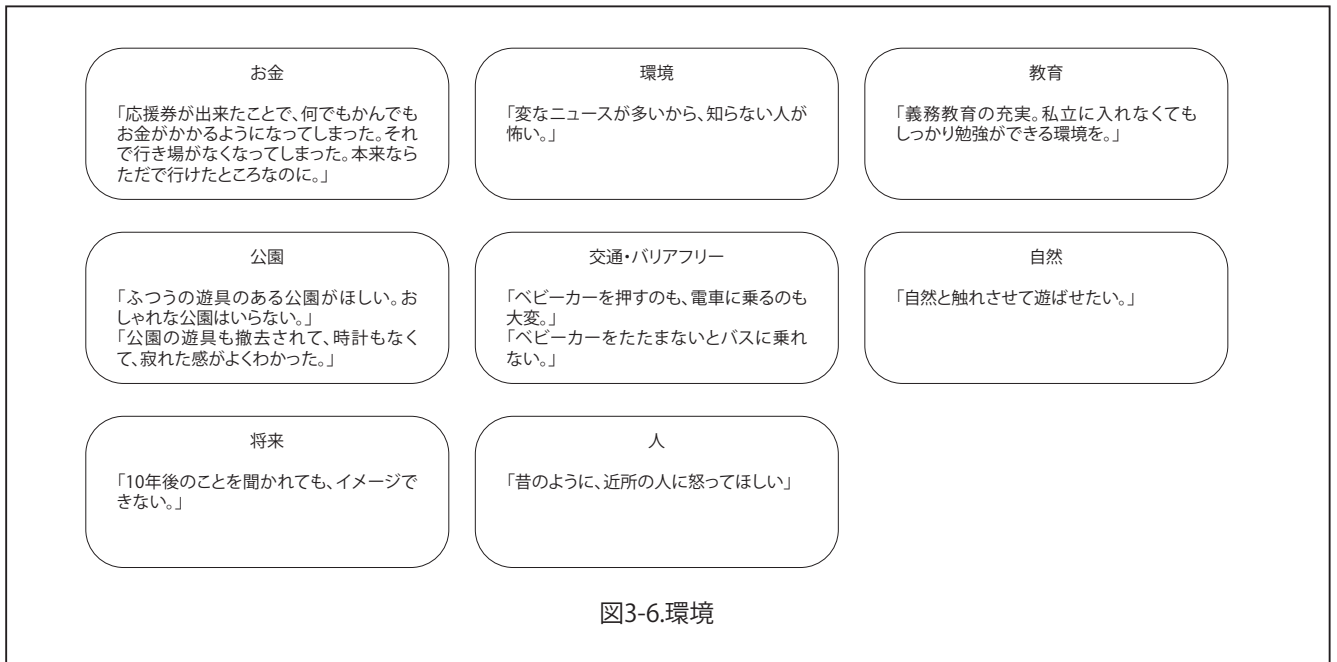 お金
「応援券が出来たことで、何でもかんでも
お金がかかるようになってしまった。それ
で行き場がなくなってしまった。本来なら
ただで行けたところなのに。」
環境
「変なニュースが多いから、知らない人が
怖い。」
教育
「義務教育の充実。私立に入れなくても
しっかり勉強ができる環境を。」
公園
「ふつうの遊具のある公園がほしい。お
しゃれな公園はいらない。」
「公園の遊具も撤去されて、時計もなく
て、寂れた感がよくわかった。」
交通・バリアフリー
「ベビーカーを押すのも、電車に乗るのも
大変。」
「ベビーカーをたたまないとバスに乗れ
ない。」
自然
「自然と触れさせて遊ばせたい。」
将来
「10年後のことを聞かれても、イメージで
きない。」
人
「昔のように、近所の人に怒ってほしい」
図3-6.環境